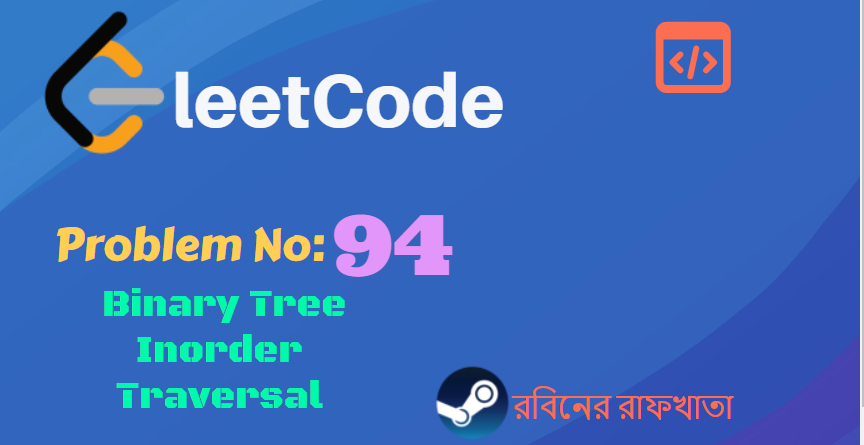 leetCode
</>
Problem No: 94
Binary Tree
Inorder
Traversal
রবিনের রাফখাতা